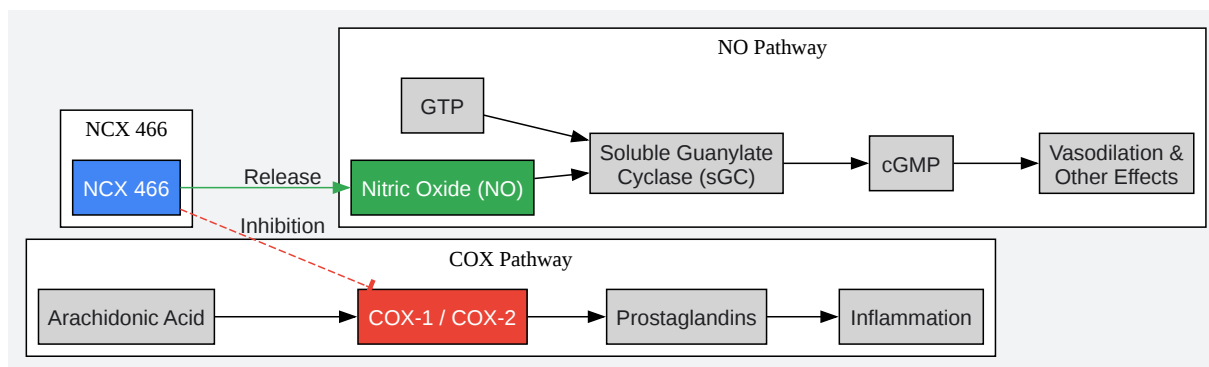 NO Pathway
GTP
NCX 466
NCX 466
Release
Nitric Oxide (NO)
Soluble Guanylate
Cyclase (sGC)
cGMP
Vasodilation &
Other Effects
Inhibition
COX Pathway
Arachidonic Acid
COX-1 / COX-2
Prostaglandins
Inflammation